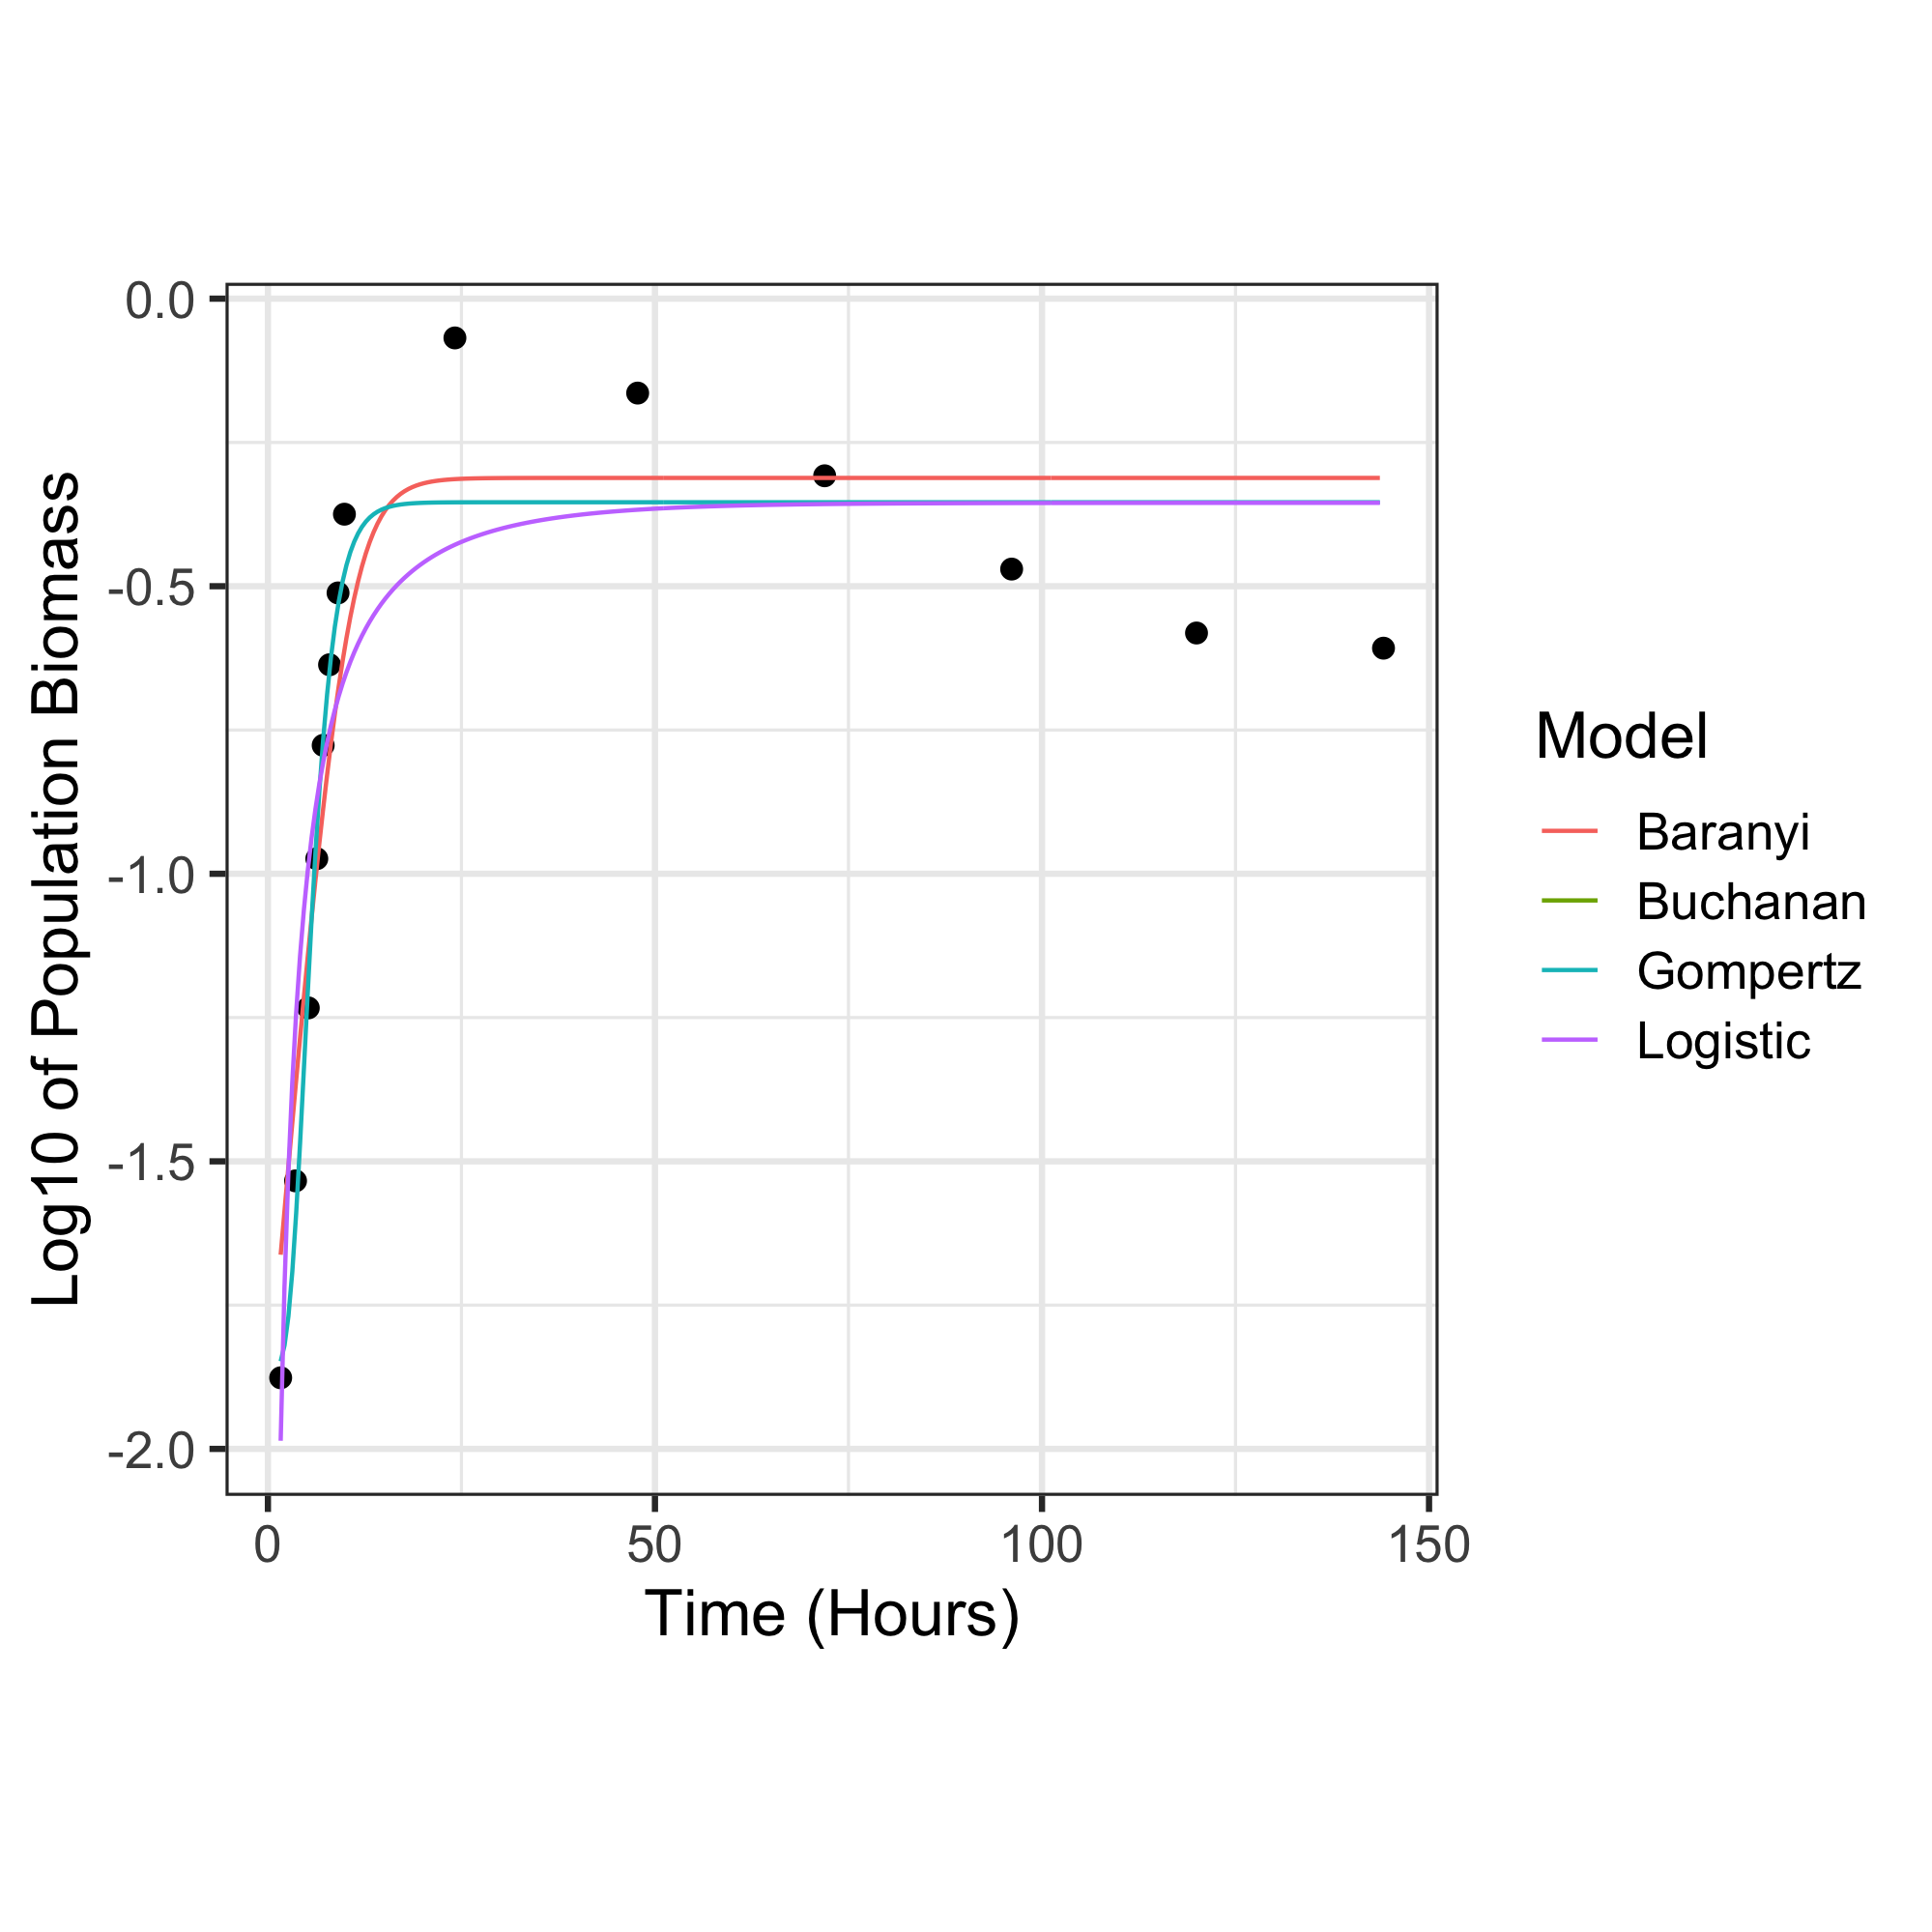 0.0
-0.5
-1.0
-1.5
-2.0
Log10 of Population Biomass
0
50
100
150
Time (Hours)
Model
Baranyi
Buchanan
Gompertz
Logistic